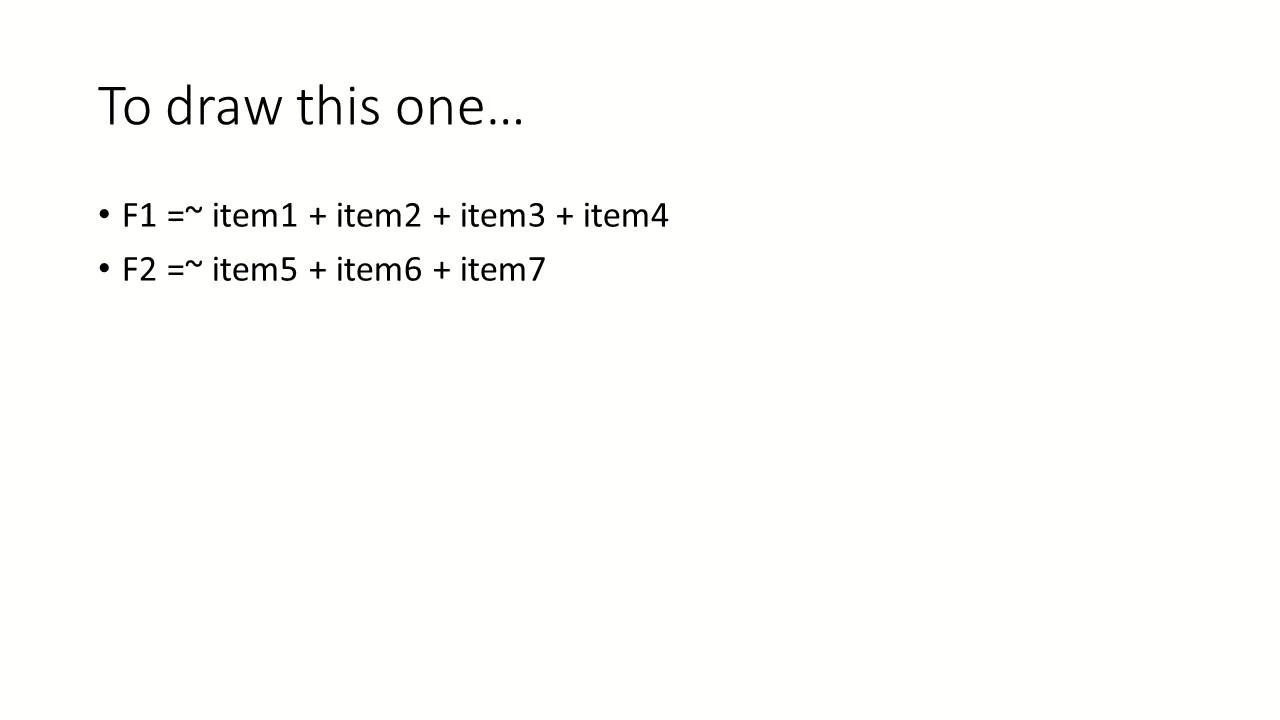 To draw this one…
• F1 =~ item1 + item2 + item3 + item4
• F2 =~ item5 + item6 + item7